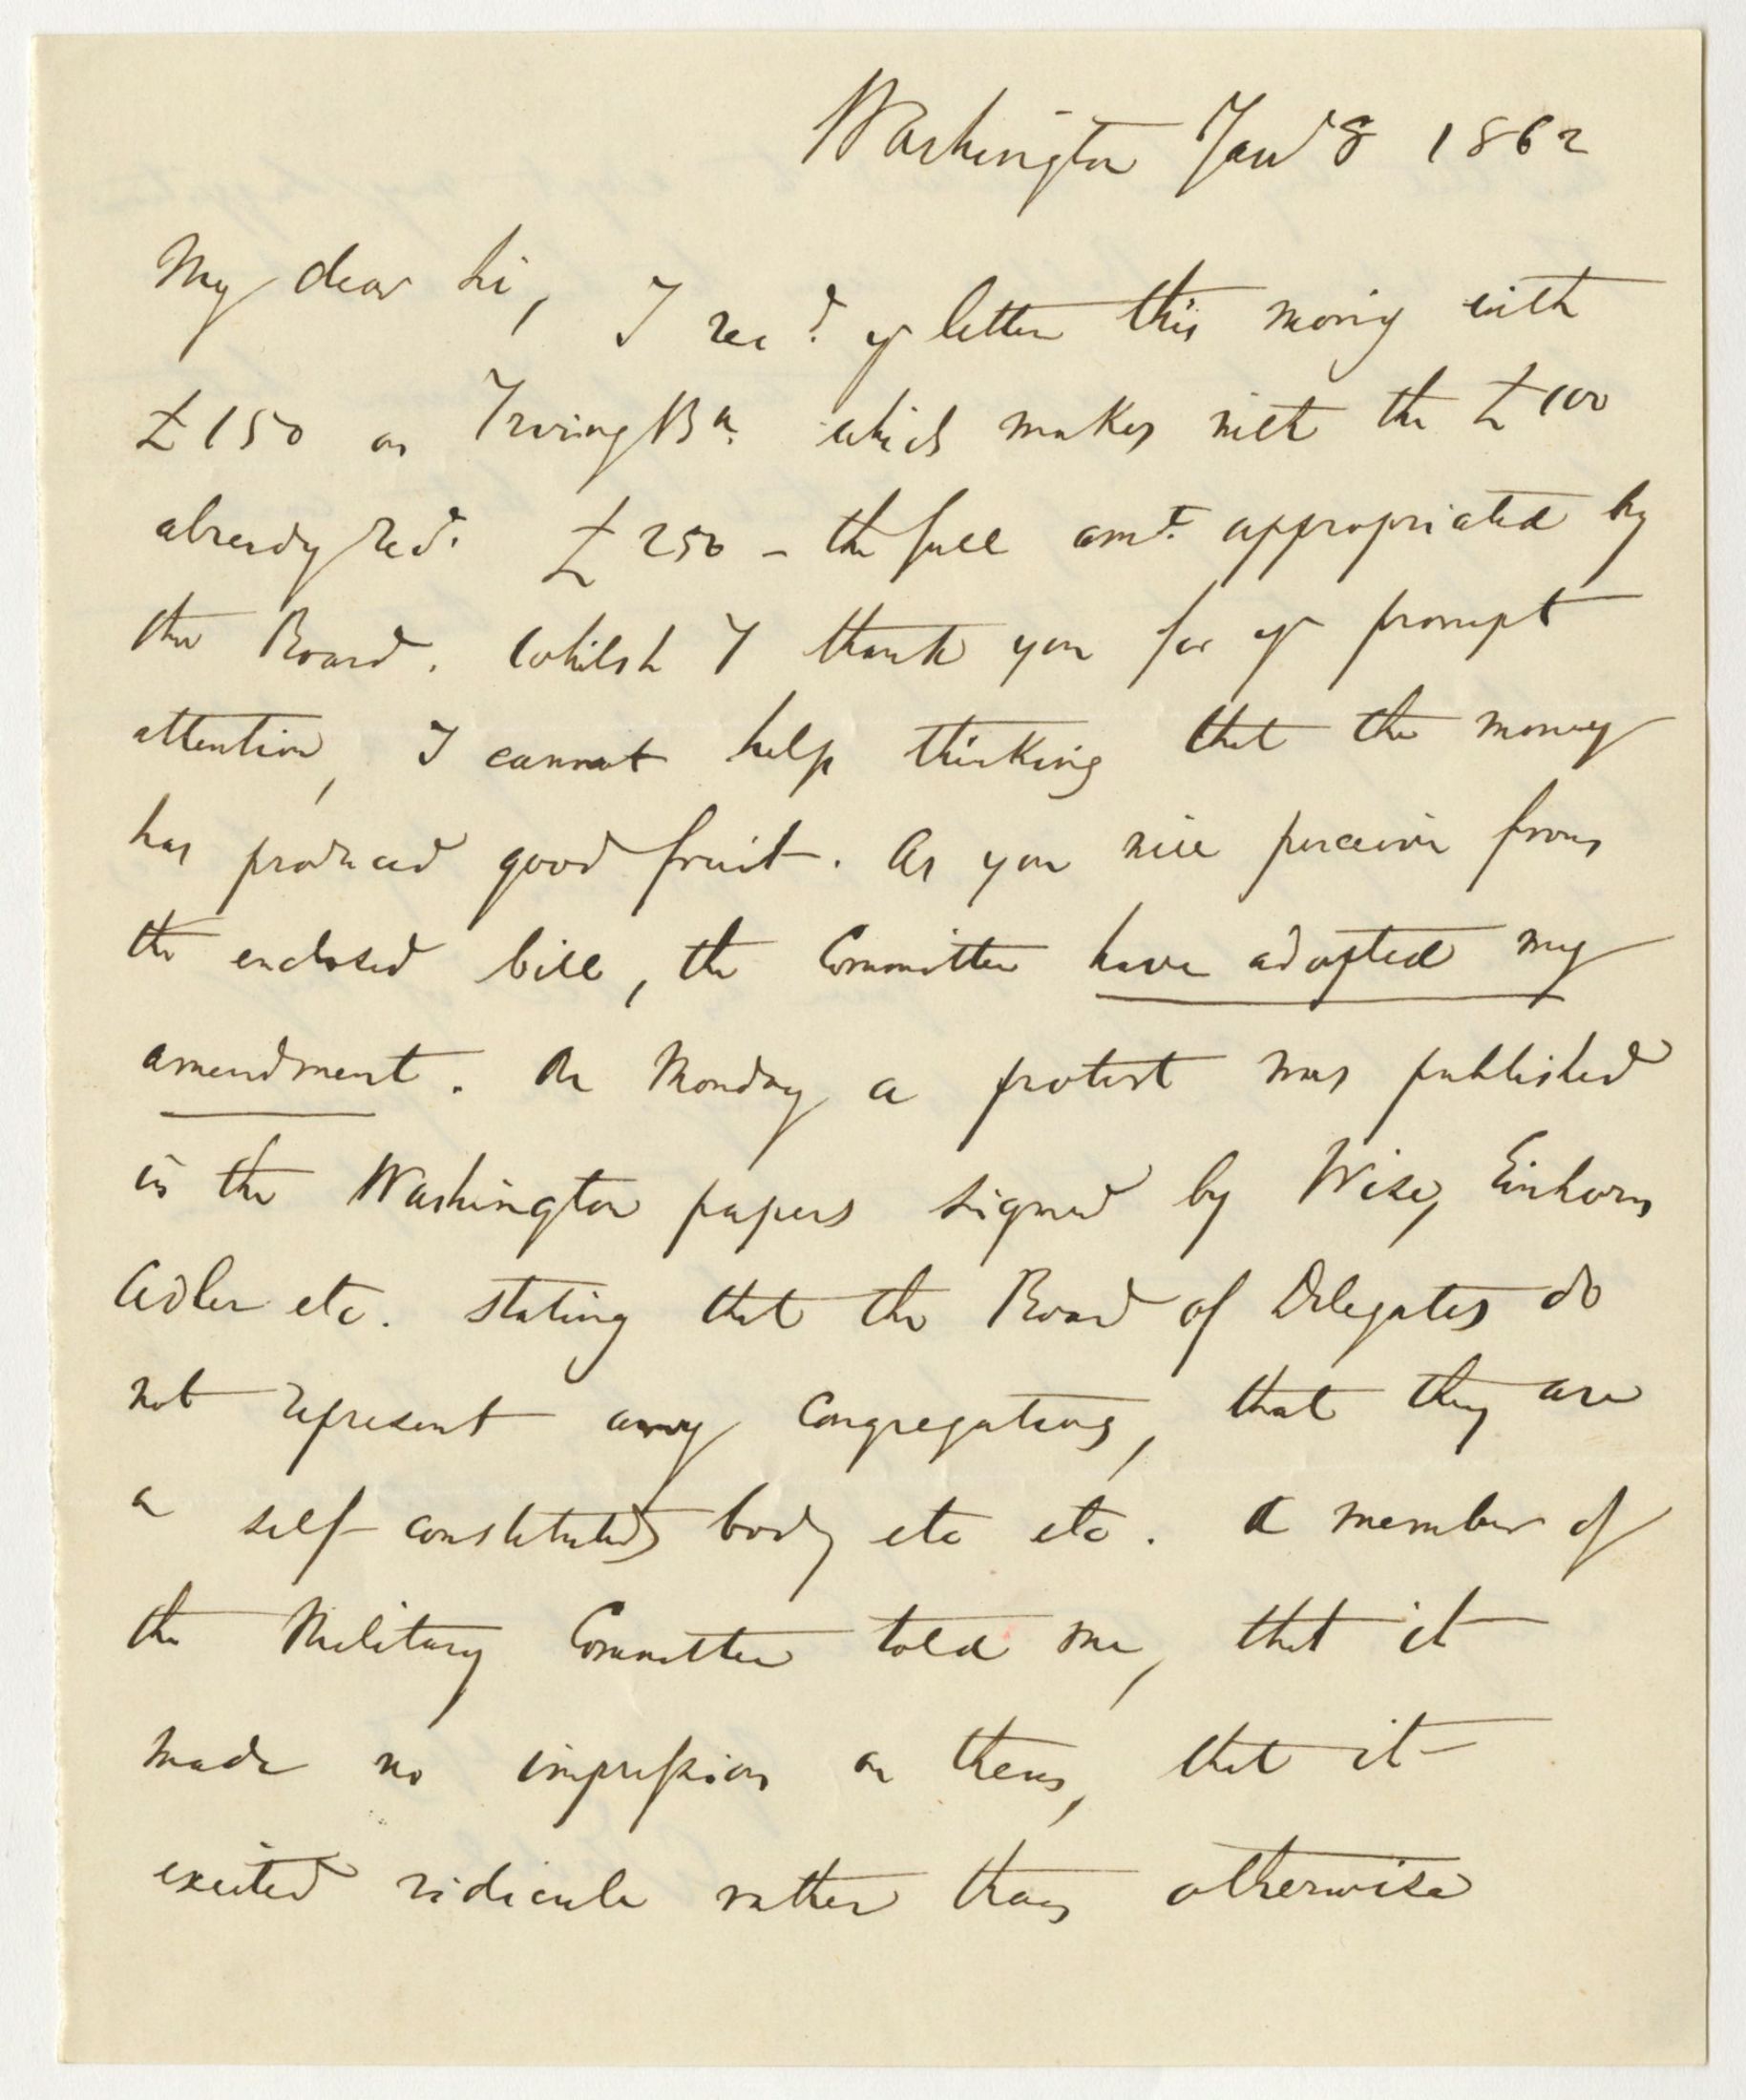 Washington Jan 8 1862
My dear Sir, I rec.d yr letter this morng with
£150 on Irving Bk. which makes with the £100
already recd. £250 – the full amt. appropriated by
the Board. Whilst I thank you for yr prompt
attention, I cannot help thinking that the money
has produced good fruit. As you will perceive from
the enclosed bill, the Committee have adopted my
amendment. On Monday a protest was published
in the Washington papers signed by Wise, Einhorn
Adler etc. stating that the Board of Delegates do
not represent any congregations, that they are
a self constituted body etc etc. A member of
the Military Committee told me, that it
made no impression on them, that it
excited ridicule rather than otherwise